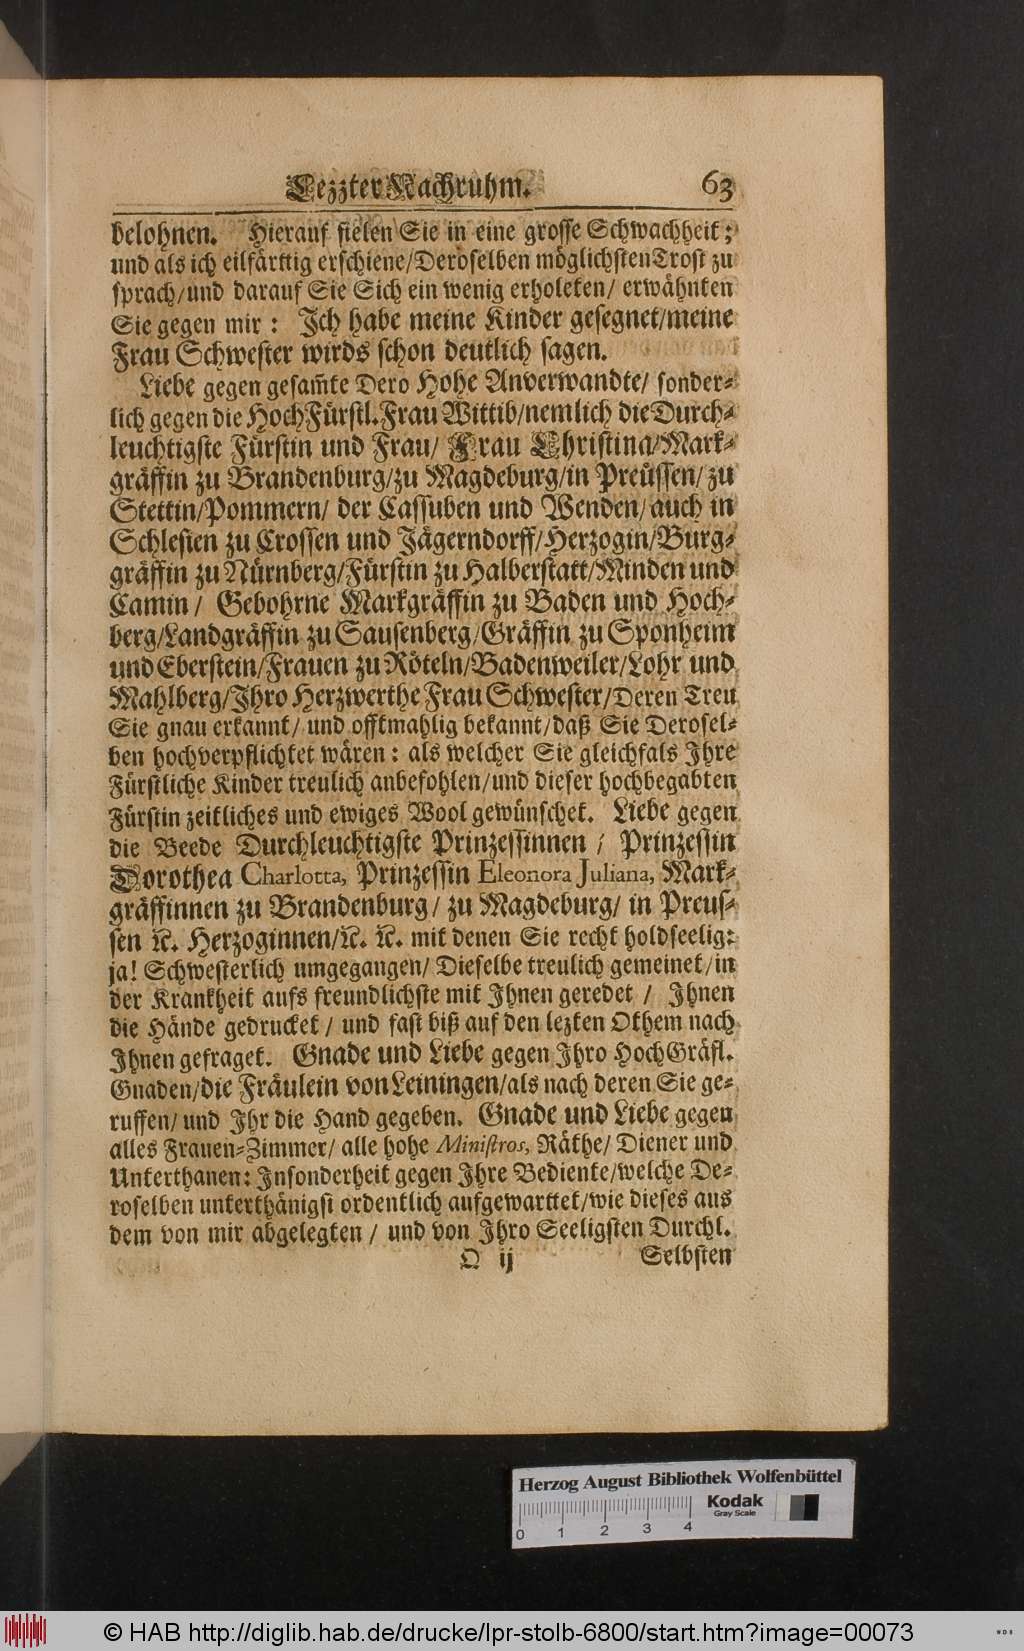 Lezzter Nachruhm. 63
belohnen. Hierauf fielen Sie in eine grosse Schwachheit;
und als ich eilfärttig erschiene/Deroselben möglichsten Trost zu
sprach/und darauf Sie Sich ein wenig erholeten/ erwähnten
Sie gegen mir: Ich habe meine Kinder gesegnet/meine
Frau Schwester wirds schon deutlich sagen.
Liebe gegen gesam̃te Dero Hohe Anverwandte/ sonder-
lich gegen die HochFürstl. Frau Wittib/nemlich die Durch-
leuchtigste Fürstin und Frau/ Frau Christina/Mark-
gräffin zu Brandenburg/zu Magdeburg/in Preüssen/ zu
Stettin/Pommern/ der Cassuben und Wenden/auch in
Schlesien zu Crossen und Jägerndorff/Herzogin/Burg-
gräffin zu Nürnberg/Fürstin zu Halberstatt/Minden und
Camin/ Gebohrne Markgräffin zu Baden und Hoch-
berg/Landgräffin zu Sausenberg/Gräffin zu Sponheim
und Eberstein/Frauen zu Röteln/Badenweiler/Lohr und
Mahlberg/Ihro Herzwerthe Frau Schwester/Deren Treu
Sie gnau erkannt/ und offtmahlig bekannt/daß Sie Derosel-
ben hochverpflichtet wären: als welcher Sie gleichfals Ihre
Fürstliche Kinder treulich anbefohlen/und dieser hochbegabten
Fürstin zeitliches und ewiges Wool gewünschet. Liebe gegen
die Beede Durchleuchtigste Prinzessinnen/ Prinzessin
Dorothea Charlotta, Prinzessin Eleonora Juliana, Mark-
gräffinnen zu Brandenburg/ zu Magdeburg/ in Preus-
sen ꝛc. Herzoginnen/ꝛc. ꝛc. mit denen Sie recht holdseelig:
ja! Schwesterlich umgegangen/ Dieselbe treulich gemeinet/in
der Krankheit aufs freundlichste mit Ihnen geredet/ Ihnen
die Hände gedrucket/ und fast biß auf den lezten Othem nach
Ihnen gefraget. Gnade und Liebe gegen Ihro HochGräfl.
Gnaden/die Fräulein von Leiningen/als nach deren Sie ge-
ruffen/ und Ihr die Hand gegeben. Gnade und Liebe gegen
alles Frauen-Zimmer/ alle hohe Ministros, Räthe/ Diener und
Unterthanen: Insonderheit gegen Ihre Bediente/welche De-
roselben unterthänigst ordentlich aufgewarttet/wie dieses aus
dem von mir abgelegten/ und von Ihro Seeligsten Durchl.
O ij Selbsten
Herzog August Bibliothek Wolfenbüttel
Kodak
Gray Scale
0 1 2 3 4
© HAB http://diglib.hab.de/drucke/lpr-stolb-6800/start.htm?image=00073
WDB